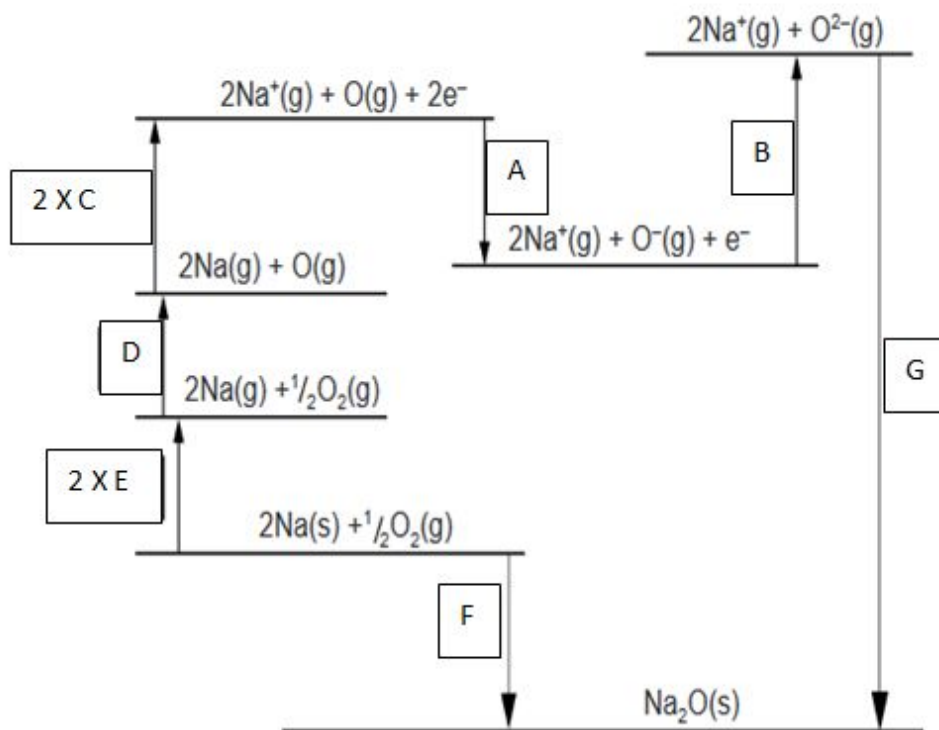 2Na⁺(g) + O²⁻(g)
2Na⁺(g) + O(g) + 2e⁻
A
B
2 X C
2Na⁺(g) + O⁻(g) + e⁻
2Na(g) + O(g)
D
G
2Na(g) +¹/₂O₂(g)
2 X E
2Na(s) +¹/₂O₂(g)
F
Na₂O(s)